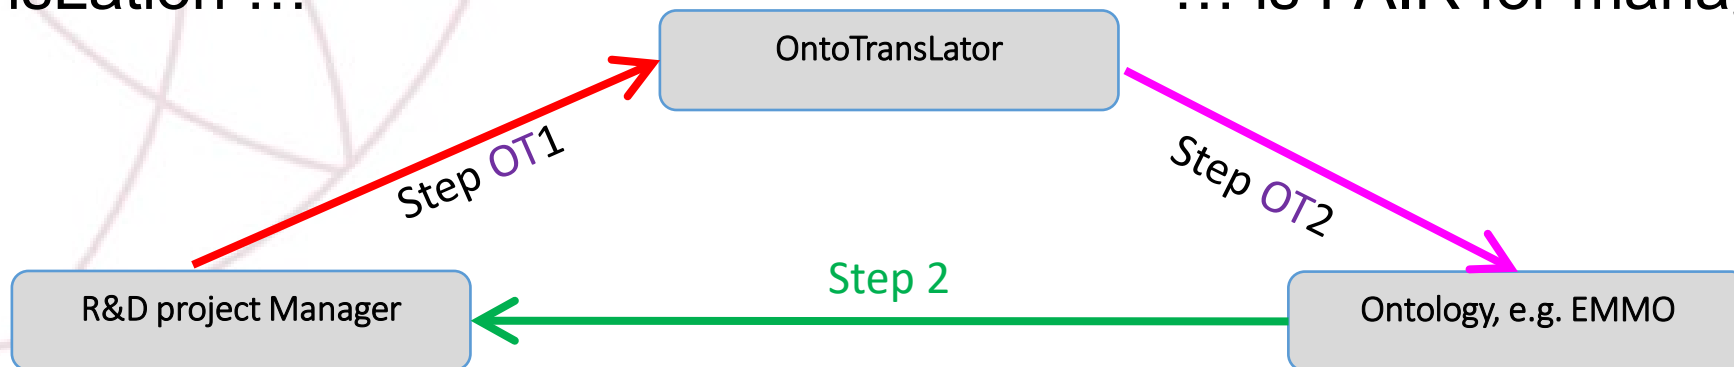 OntoTransLator
Step OT1
Step OT2
Step 2
R&D project Manager
Ontology, e.g. EMMO